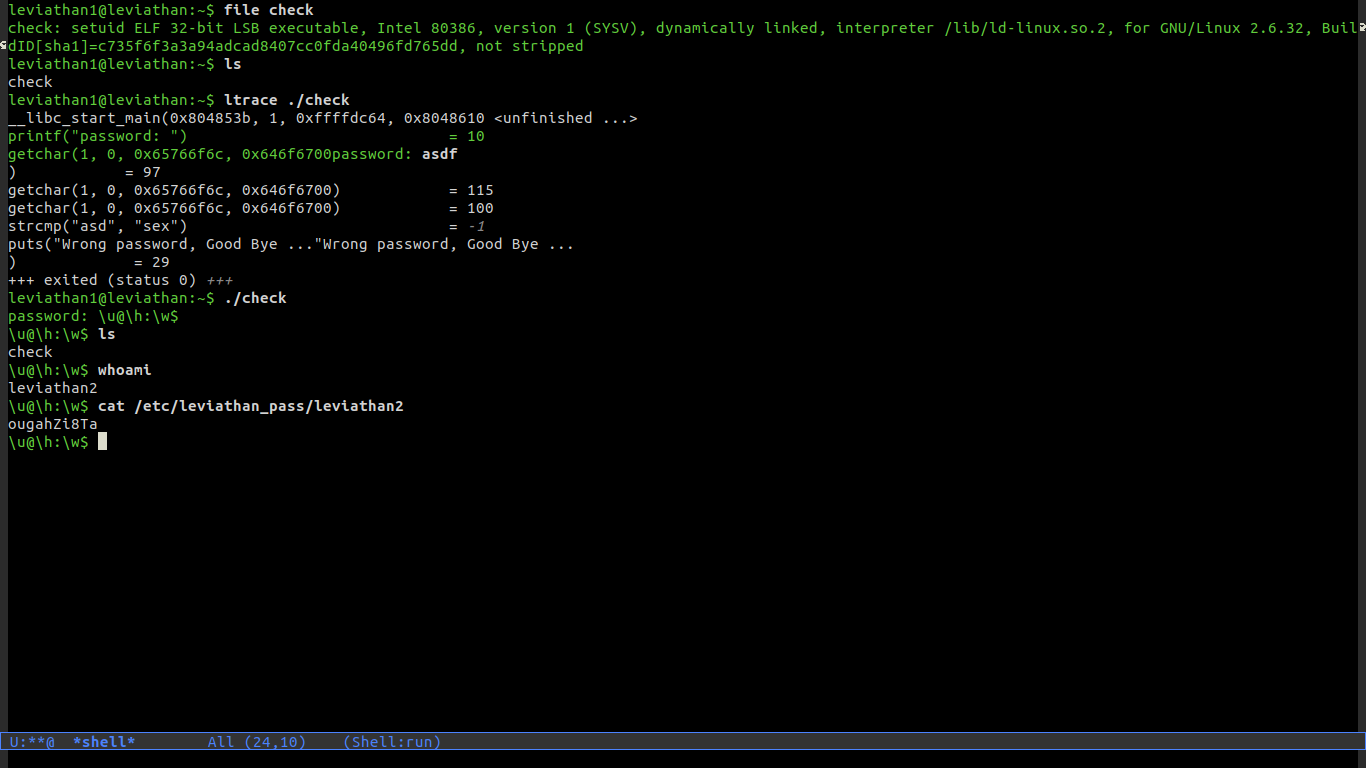 leviathan1@leviathan:~$ file check
check: setuid ELF 32-bit LSB executable, Intel 80386, version 1 (SYSV), dynamically linked, interpreter /lib/ld-linux.so.2, for GNU/Linux 2.6.32, Buil
dID[sha1]=c735f6f3a3a94adcad8407cc0fda40496fd765dd, not stripped
leviathan1@leviathan:~$ ls
check
leviathan1@leviathan:~$ ltrace ./check
__libc_start_main(0x804853b, 1, 0xffffdc64, 0x8048610 <unfinished ...>
printf("password: ")                             = 10
getchar(1, 0, 0x65766f6c, 0x646f6700password: asdf
)            = 97
getchar(1, 0, 0x65766f6c, 0x646f6700)            = 115
getchar(1, 0, 0x65766f6c, 0x646f6700)            = 100
strcmp("asd", "sex")                             = -1
puts("Wrong password, Good Bye ..."Wrong password, Good Bye ...
)             = 29
+++ exited (status 0) +++
leviathan1@leviathan:~$ ./check
password: \u@\h:\w$
\u@\h:\w$ ls
check
\u@\h:\w$ whoami
leviathan2
\u@\h:\w$ cat /etc/leviathan_pass/leviathan2
ougahZi8Ta
\u@\h:\w$
U:**@  *shell*        All (24,10)    (Shell:run)